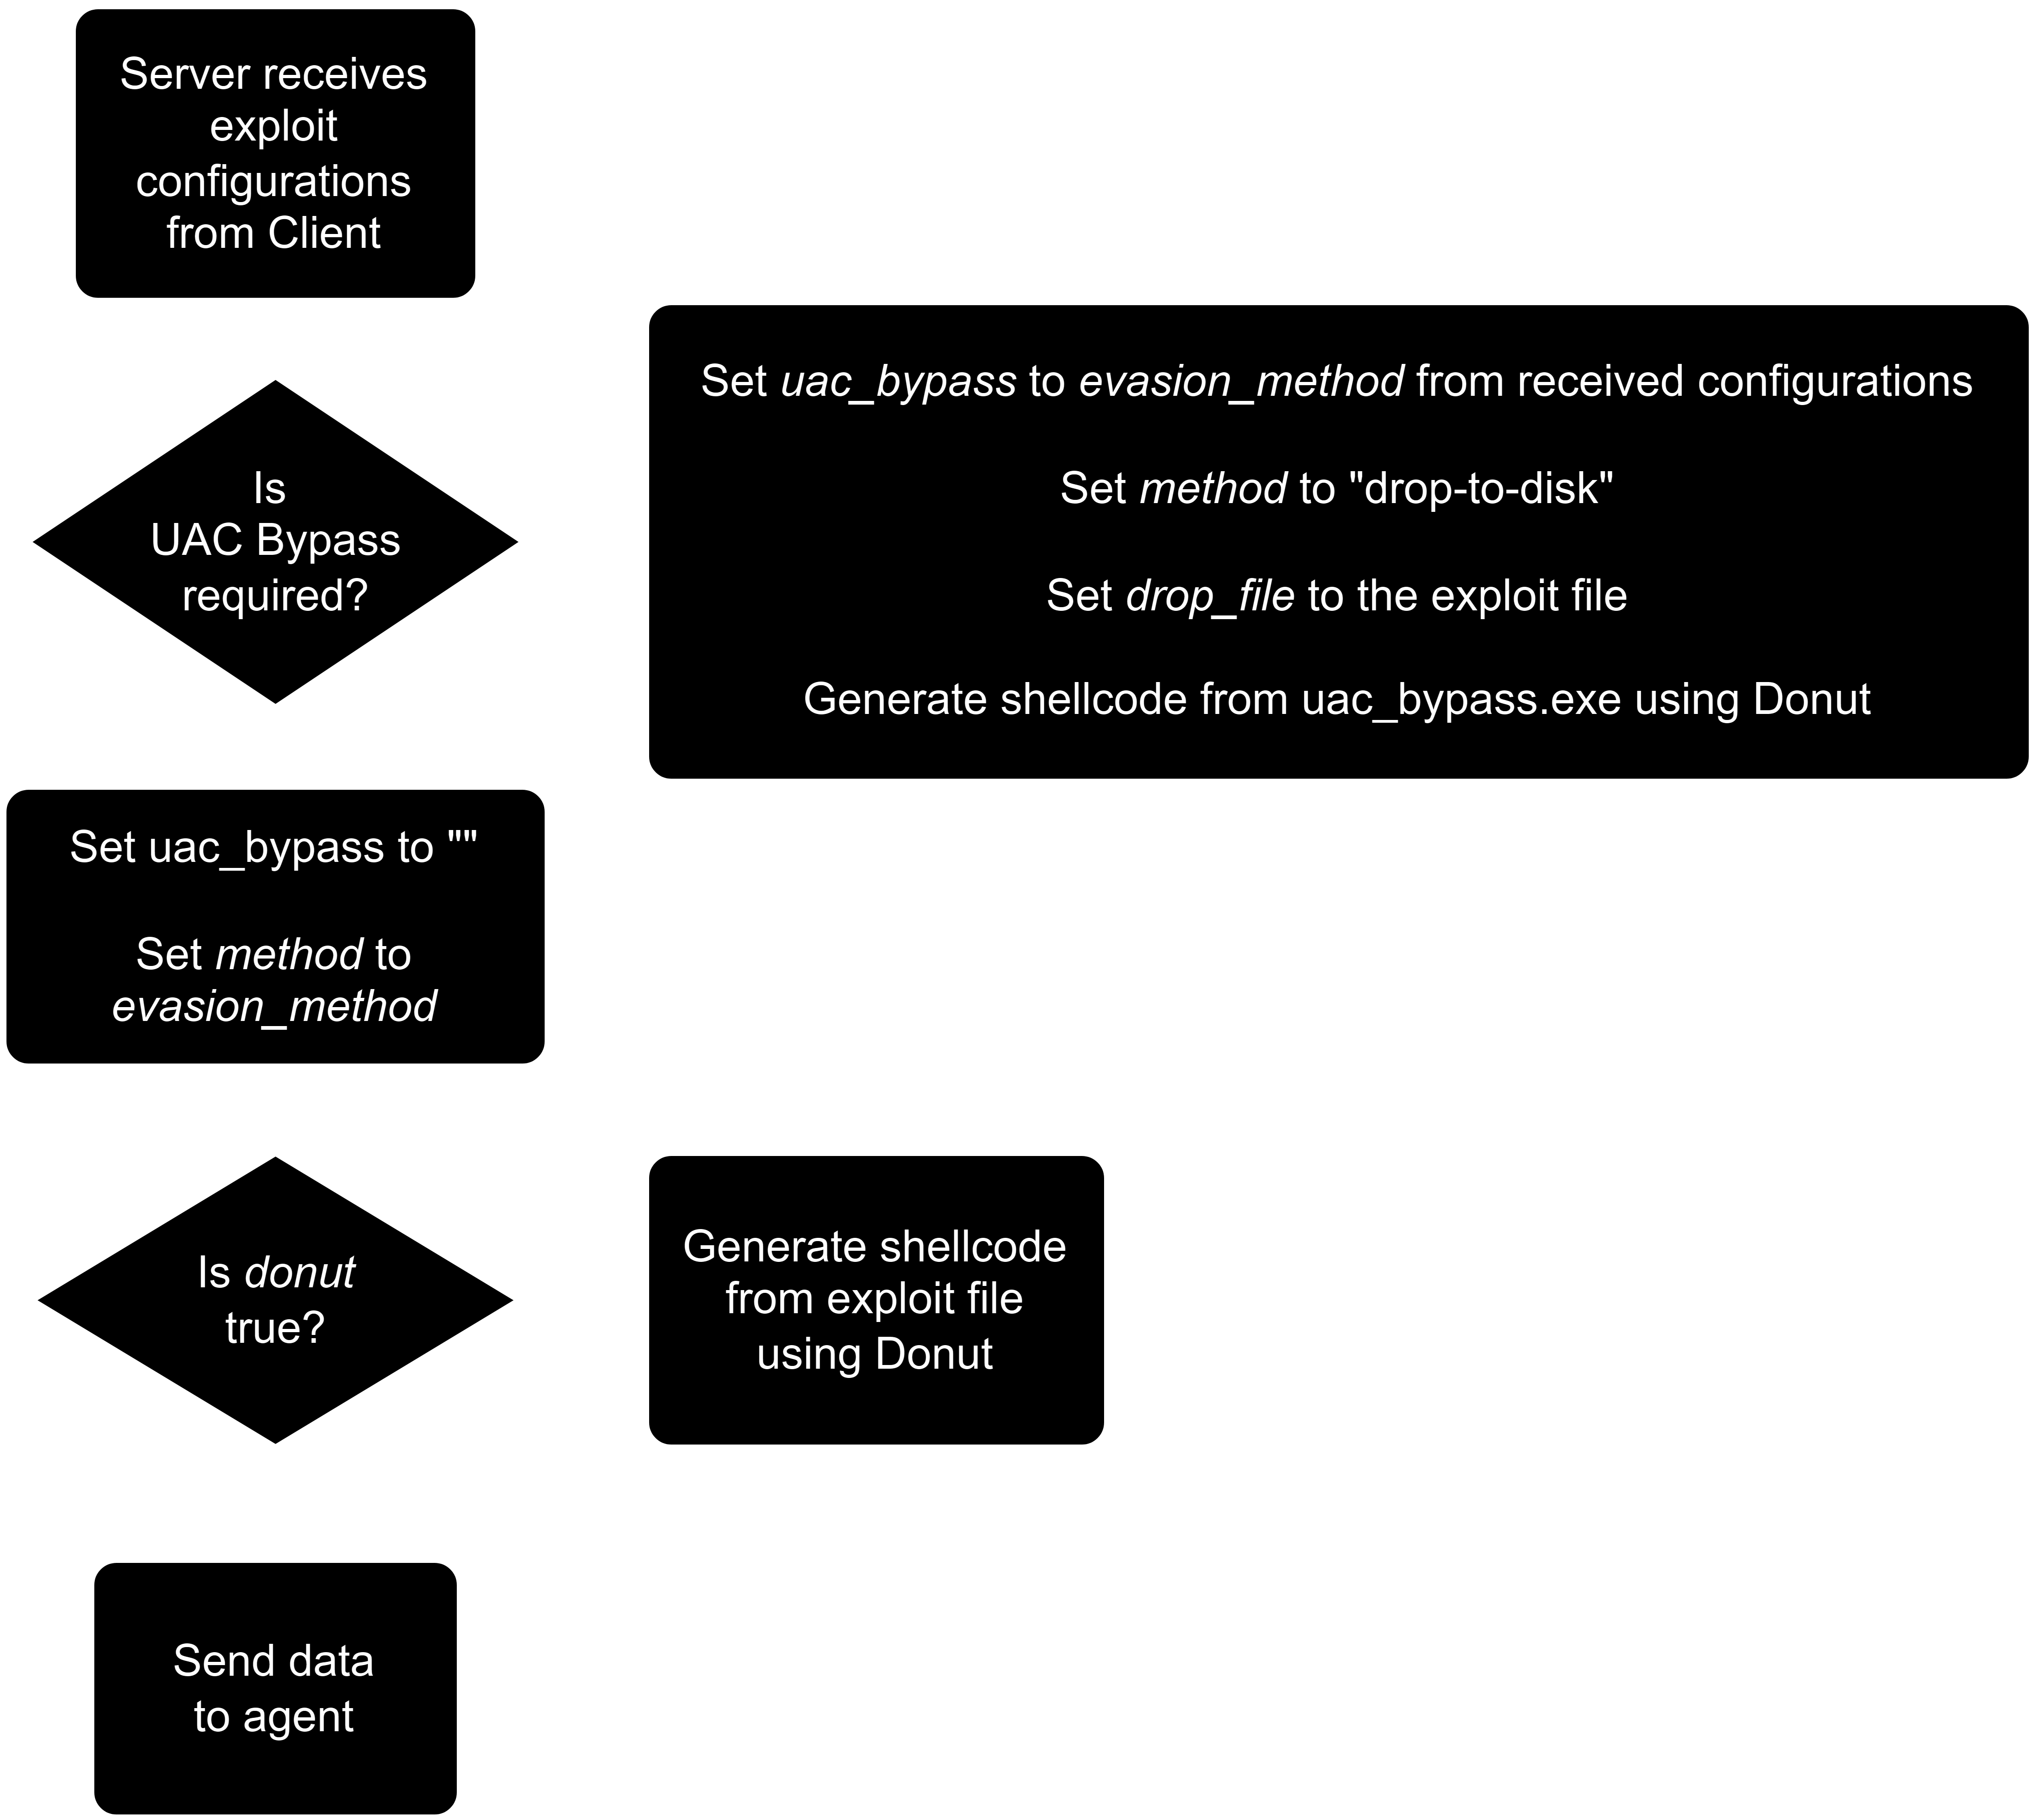 Server receives
exploit
configurations
from Client
Set uac_bypass to evasion_method from received configurations
Set method to "drop-to-disk"
Set drop_file to the exploit file
Generate shellcode from uac_bypass.exe using Donut
Is
UAC Bypass
required?
Set uac_bypass to ""
Set method to
evasion_method
Is donut
true?
Generate shellcode
from exploit file
using Donut
Send data
to agent